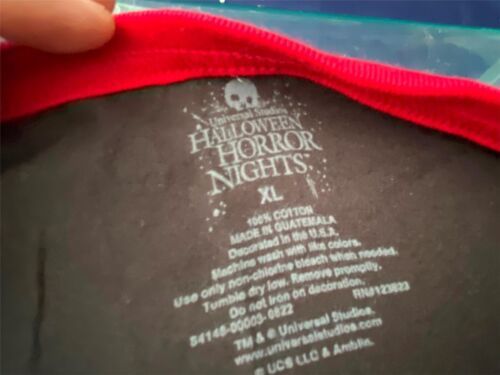 Universal Studios
HALLOWEEN
HORROR
NIGHTS
XL
100% COTTON
MADE IN GUATEMALA
Decorated in the U.S.A.
Machine wash with like colors.
Use only non-chlorine bleach when needed.
Tumble dry low. Remove promptly.
Do not iron on decoration.
54145-00003-0822
RN#123823
TM & © Universal Studios.
www.universalstudios.com
© UCS LLC & Amblin.